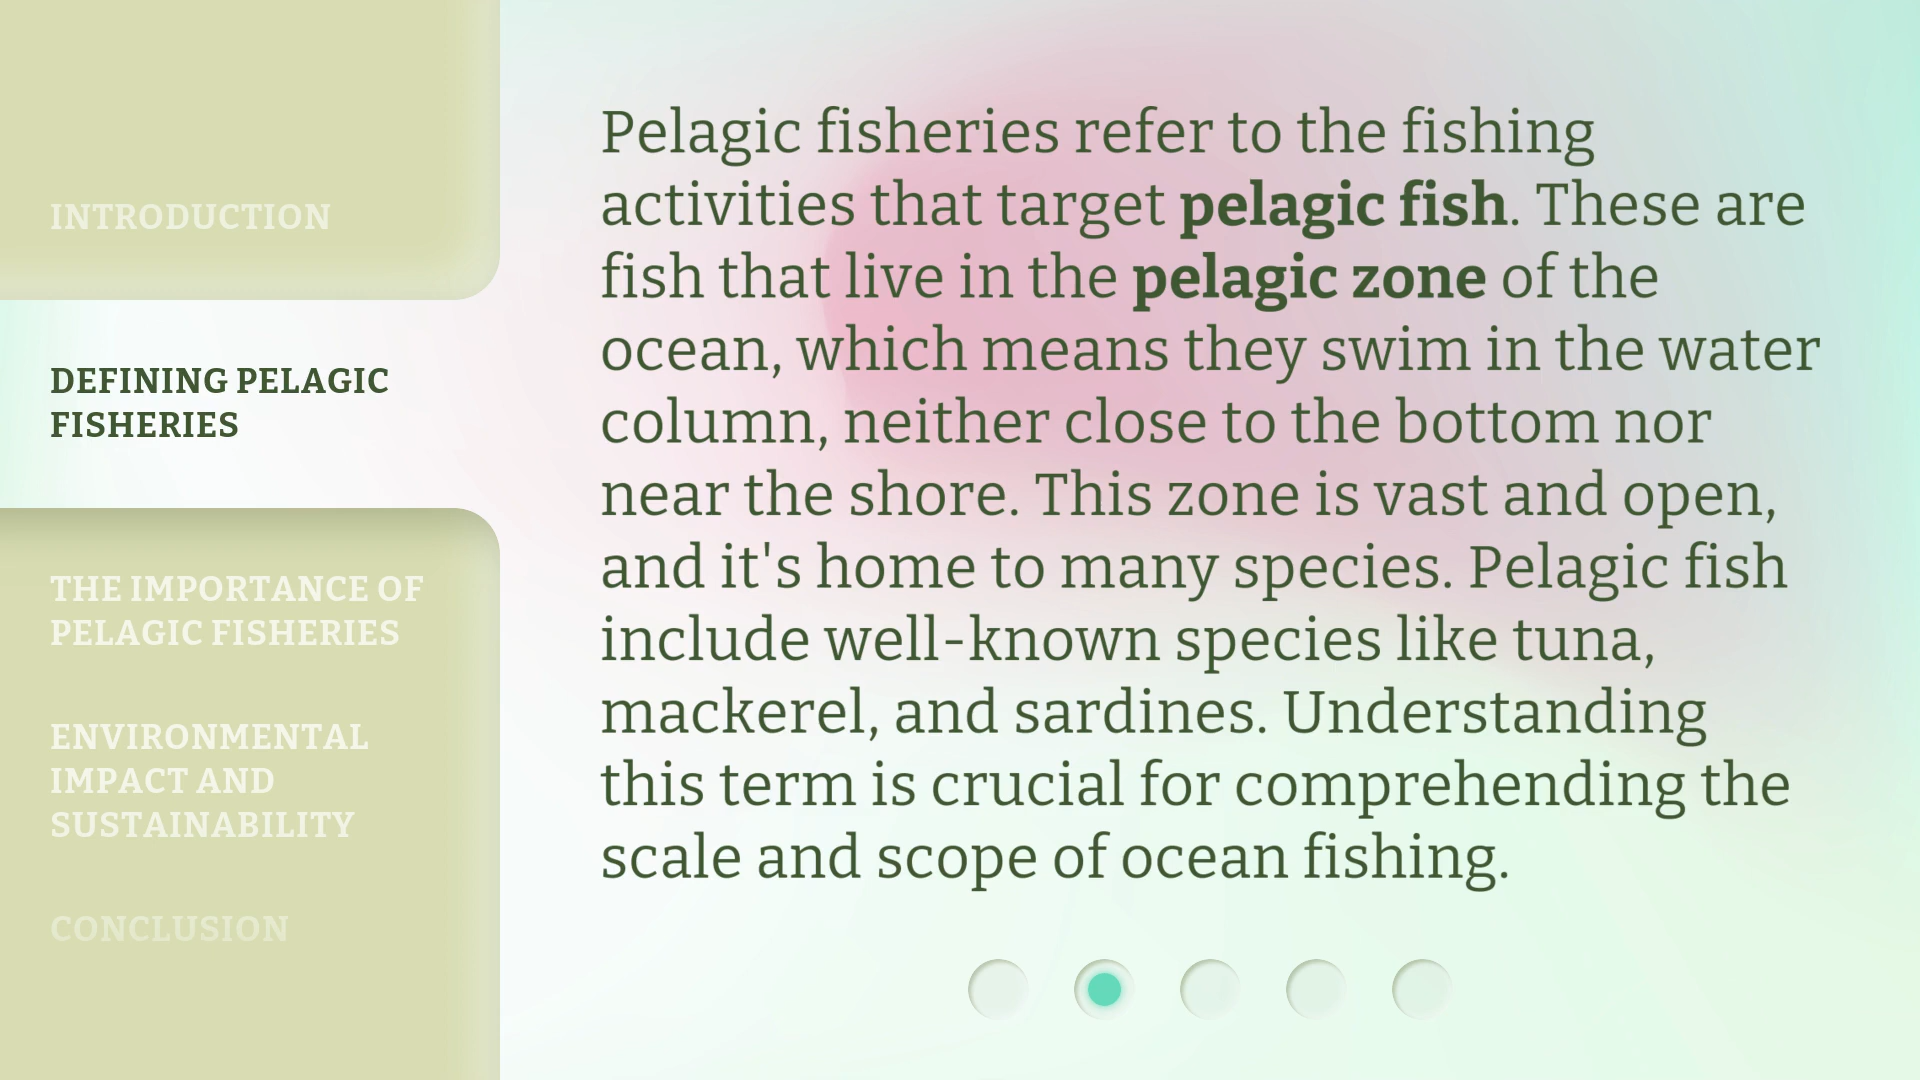 INTRODUCTION
DEFINING PELAGIC
FISHERIES
THE IMPORTANCE OF
PELAGIC FISHERIES
ENVIRONMENTAL
IMPACT AND
SUSTAINABILITY
CONCLUSION
Pelagic fisheries refer to the fishing
activities that target pelagic fish. These are
fish that live in the pelagic zone of the
ocean, which means they swim in the water
column, neither close to the bottom nor
near the shore. This zone is vast and open,
and it's home to many species. Pelagic fish
include well-known species like tuna,
mackerel, and sardines. Understanding
this term is crucial for comprehending the
scale and scope of ocean fishing.